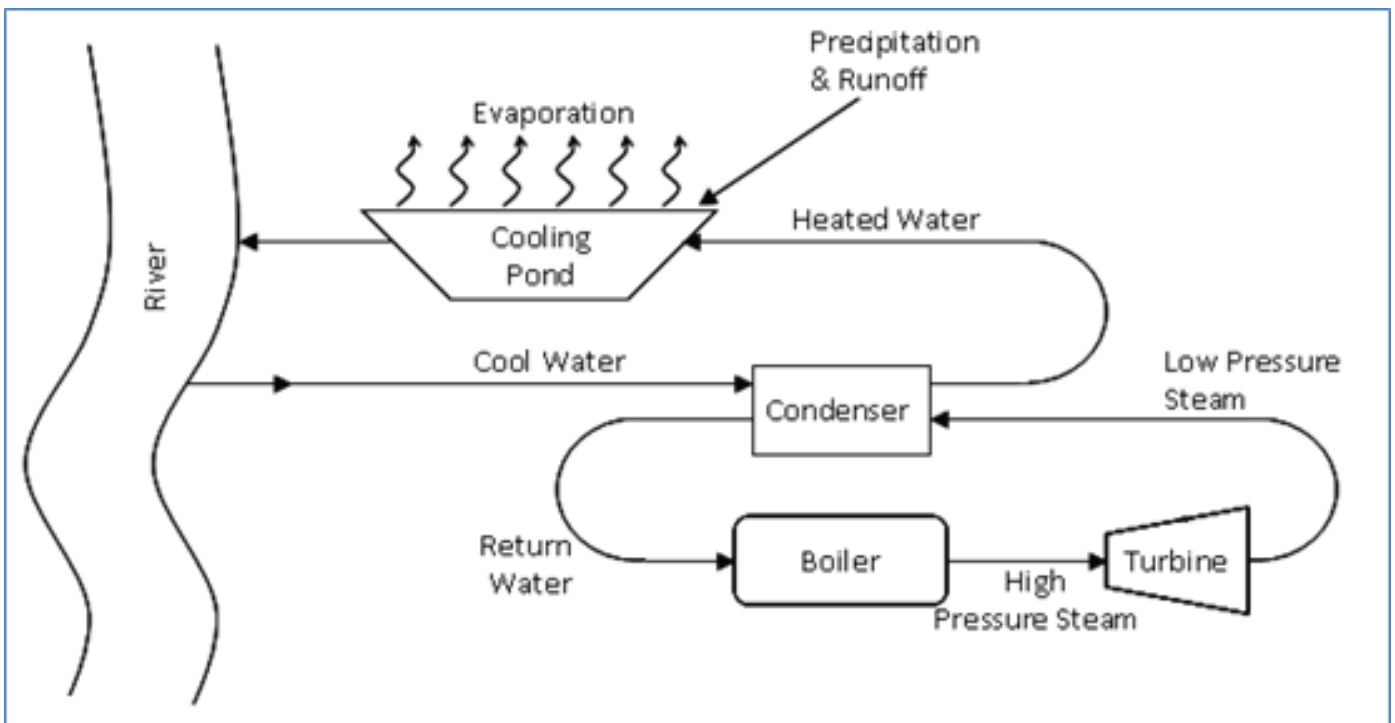 Precipitation
& Runoff
Evaporation
Heated Water
Cooling
Pond
River
Cool Water
Low Pressure
Steam
Condenser
Return
Water
Boiler
Turbine
High
Pressure Steam